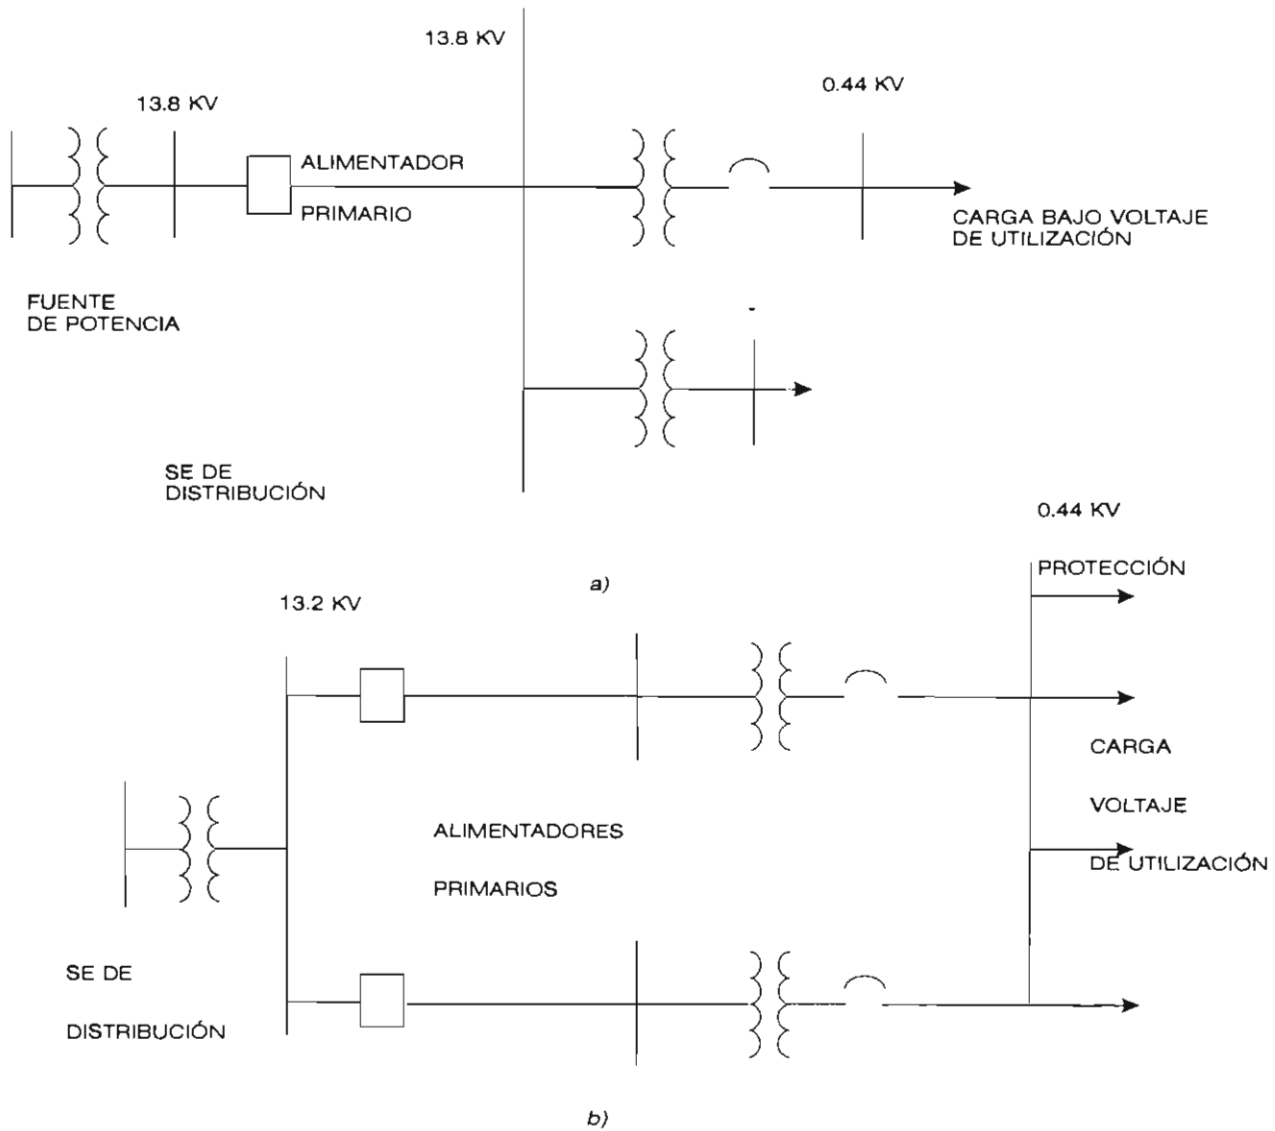 13.8 KV
13.8 KV
0.44 KV
ALIMENTADOR
PRIMARIO
CARGA BAJO VOLTAJE
DE UTILIZACIÓN
FUENTE
DE POTENCIA
SE DE
DISTRIBUCIÓN
a)
0.44 KV
PROTECCIÓN
13.2 KV
CARGA
VOLTAJE
DE UTILIZACIÓN
ALIMENTADORES
PRIMARIOS
SE DE
DISTRIBUCIÓN
b)